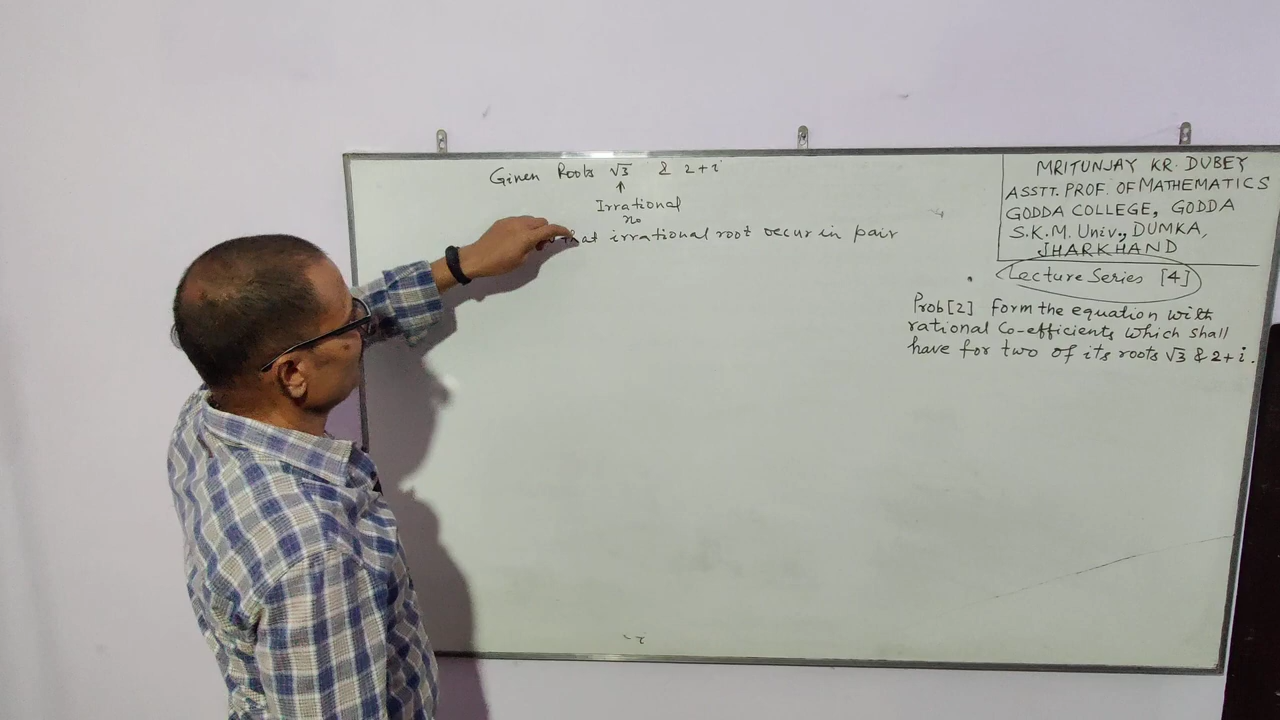 Given Roots √3 & 2+i
↑
Irrational
no
that irrational root occur in pair
MRITUNJAY KR. DUBEY
ASSTT. PROF. OF MATHEMATICS
GODDA COLLEGE, GODDA
S.K.M. Univ., DUMKA,
JHARKHAND
Lecture Series [4]
Prob[2] Form the equation with
rational Co-efficients which shall
have for two of its roots √3 & 2+i.